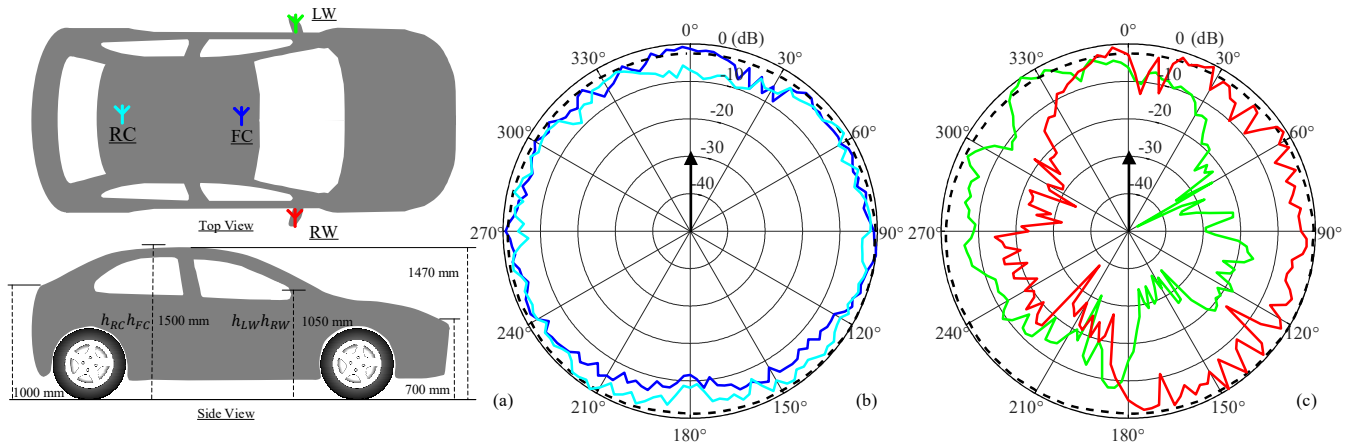 LW
RC
FC
RW
Top View
1470 mm
h_RC h_FC
1500 mm
h_LW h_RW
1050 mm
1000 mm
700 mm
Side View
(a)
0°
0 (dB)
30°
60°
90°
120°
150°
180°
210°
240°
270°
300°
330°
-10
-20
-30
-40
(b)
0°
0 (dB)
30°
60°
90°
120°
150°
180°
210°
240°
270°
300°
330°
-10
-20
-30
-40
(c)